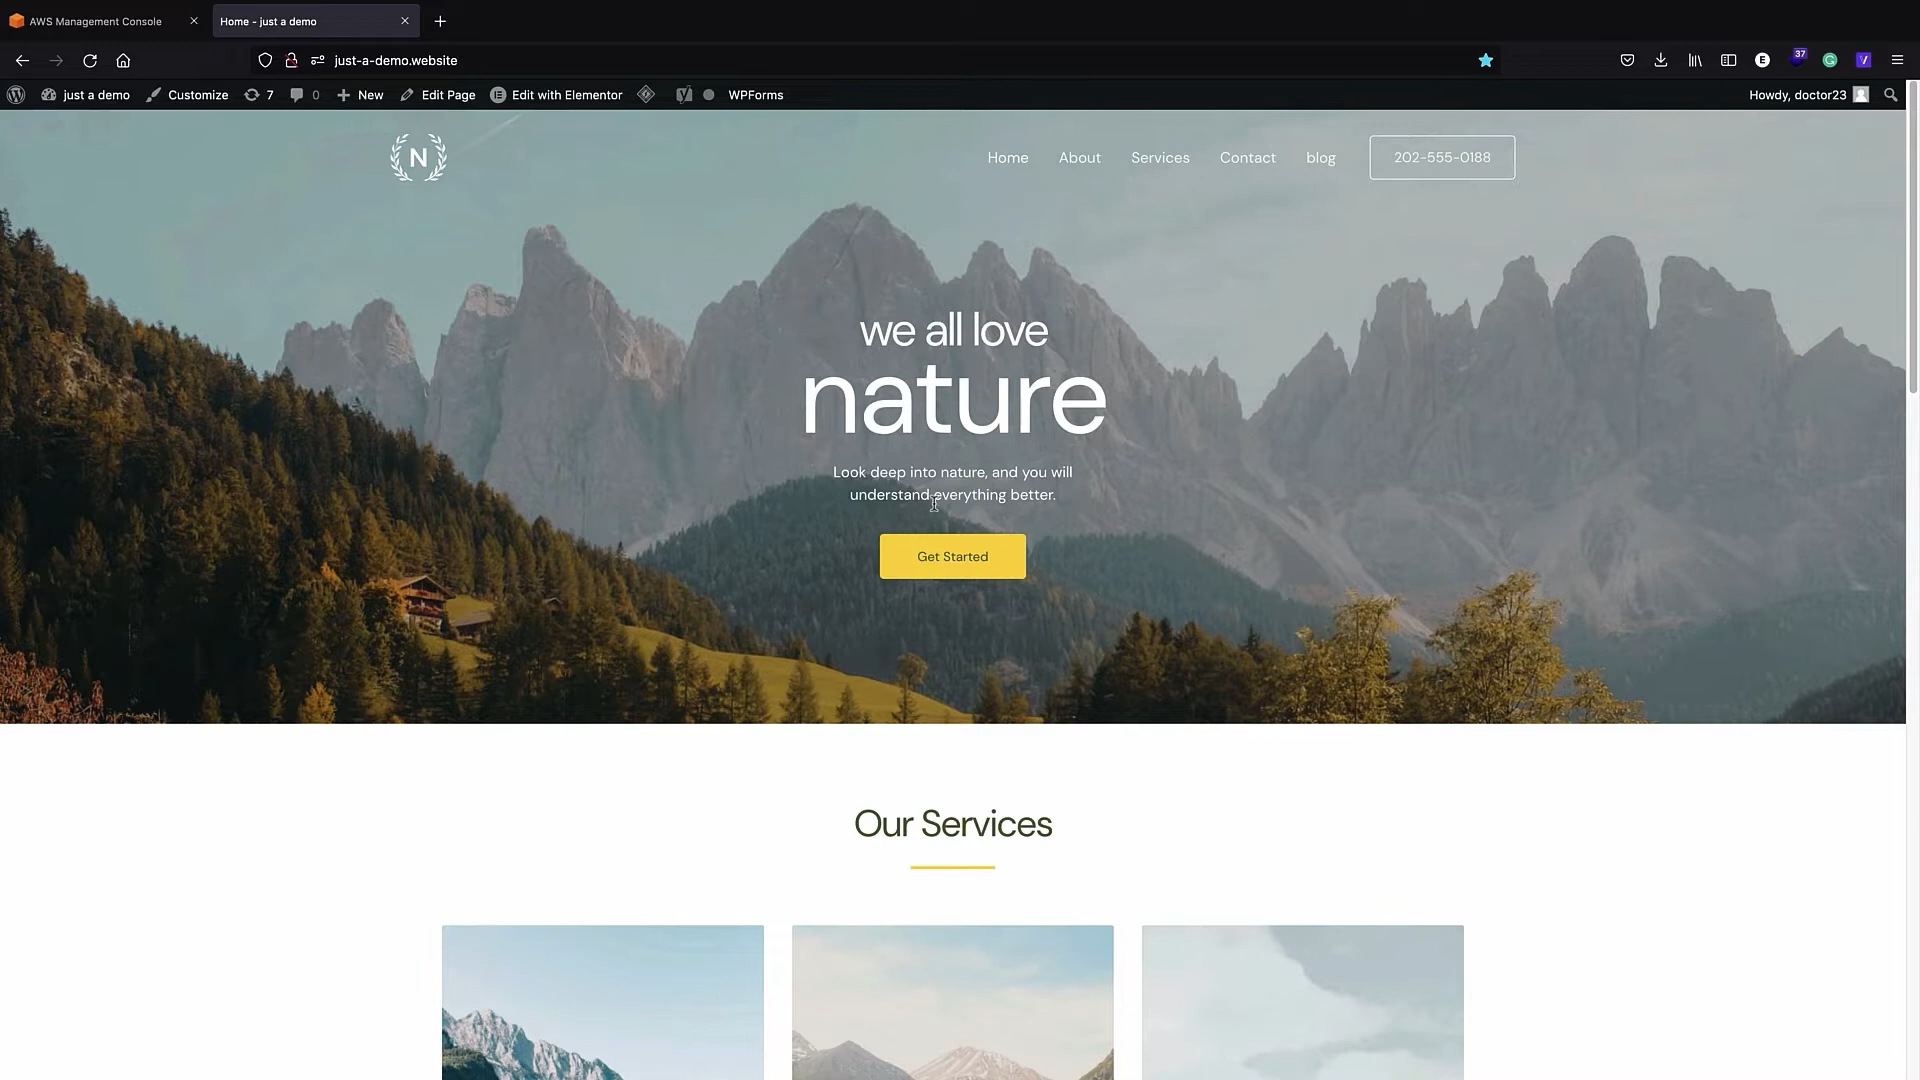 AWS Management Console
Home - just a demo
just-a-demo.website
37
just a demo
Customize
7
0
New
Edit Page
Edit with Elementor
WPForms
Howdy, doctor23
N
Home
About
Services
Contact
blog
202-555-0188
we all love
nature
Look deep into nature, and you will
understand everything better.
Get Started
Our Services